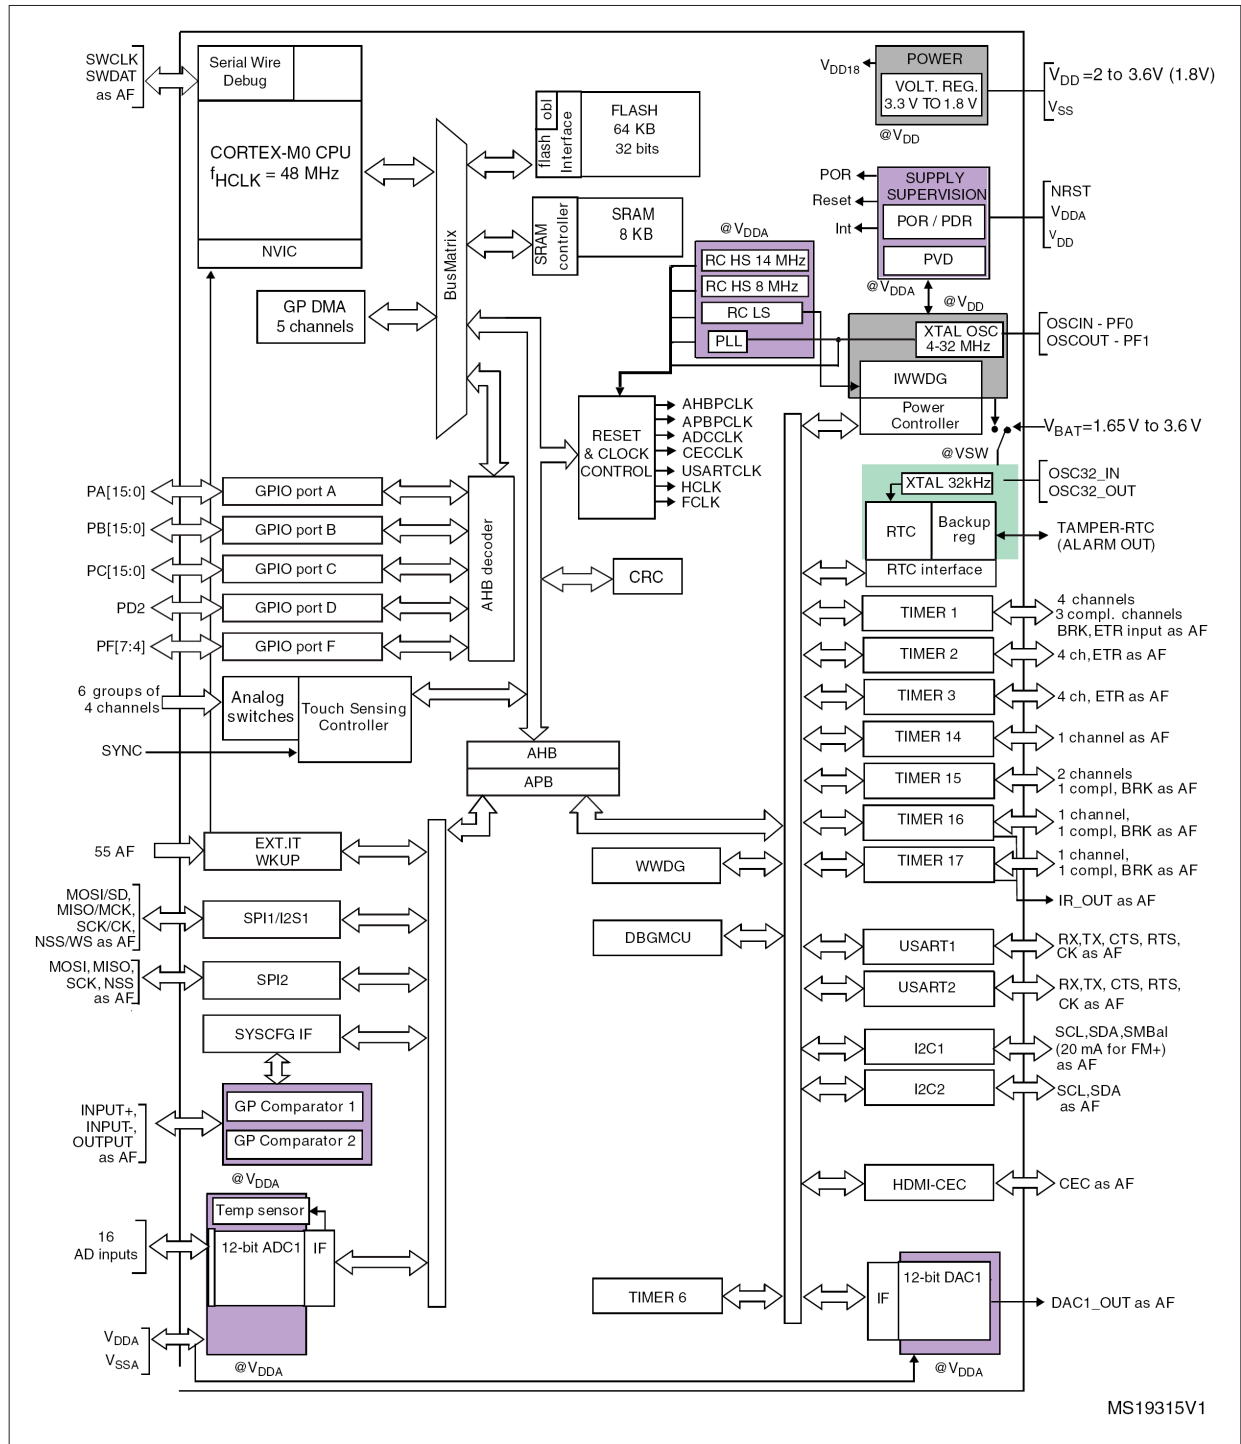 SWCLK
SWDAT
as AF
Serial Wire
Debug
CORTEX-M0 CPU
fHCLK = 48 MHz
NVIC
GP DMA
5 channels
BusMatrix
obl
flash
Interface
FLASH
64 KB
32 bits
SRAM
controller
SRAM
8 KB
VDD18
POWER
VOLT. REG.
3.3 V TO 1.8 V
@VDD
VDD =2 to 3.6V (1.8V)
VSS
POR
Reset
Int
SUPPLY
SUPERVISION
POR / PDR
PVD
@VDDA
NRST
VDDA
VDD
@VDDA
RC HS 14 MHz
RC HS 8 MHz
RC LS
PLL
@VDD
XTAL OSC
4-32 MHz
IWWDG
Power
Controller
OSCIN - PF0
OSCOUT - PF1
VBAT=1.65 V to 3.6 V
@VSW
RESET
& CLOCK
CONTROL
AHBPCLK
APBPCLK
ADCCLK
CECCLK
USARTCLK
HCLK
FCLK
XTAL 32kHz
RTC
Backup
reg
RTC interface
OSC32_IN
OSC32_OUT
TAMPER-RTC
(ALARM OUT)
PA[15:0]
GPIO port A
PB[15:0]
GPIO port B
PC[15:0]
GPIO port C
PD2
GPIO port D
PF[7:4]
GPIO port F
AHB decoder
CRC
6 groups of
4 channels
Analog
switches
Touch Sensing
Controller
SYNC
AHB
APB
TIMER 1
4 channels
3 compl. channels
BRK,ETR input as AF
TIMER 2
4 ch,ETR as AF
TIMER 3
4 ch, ETR as AF
TIMER 14
1 channel as AF
TIMER 15
2 channels
1 compl, BRK as AF
TIMER 16
1 channel,
1 compl, BRK as AF
TIMER 17
1 channel,
1 compl, BRK as AF
IR_OUT as AF
55 AF
EXT.IT
WKUP
WWDG
MOSI/SD,
MISO/MCK,
SCK/CK,
NSS/WS as AF
SPI1/I2S1
DBGMCU
USART1
RX,TX, CTS, RTS,
CK as AF
MOSI, MISO,
SCK, NSS
as AF
SPI2
USART2
RX,TX, CTS, RTS,
CK as AF
SYSCFG IF
I2C1
SCL,SDA,SMBal
(20 mA for FM+)
as AF
I2C2
SCL,SDA
as AF
INPUT+,
INPUT-,
OUTPUT
as AF
GP Comparator 1
GP Comparator 2
@VDDA
HDMI-CEC
CEC as AF
Temp sensor
16
AD inputs
12-bit ADC1
IF
TIMER 6
IF
12-bit DAC1
DAC1_OUT as AF
VDDA
VSSA
@VDDA
@VDDA
MS19315V1